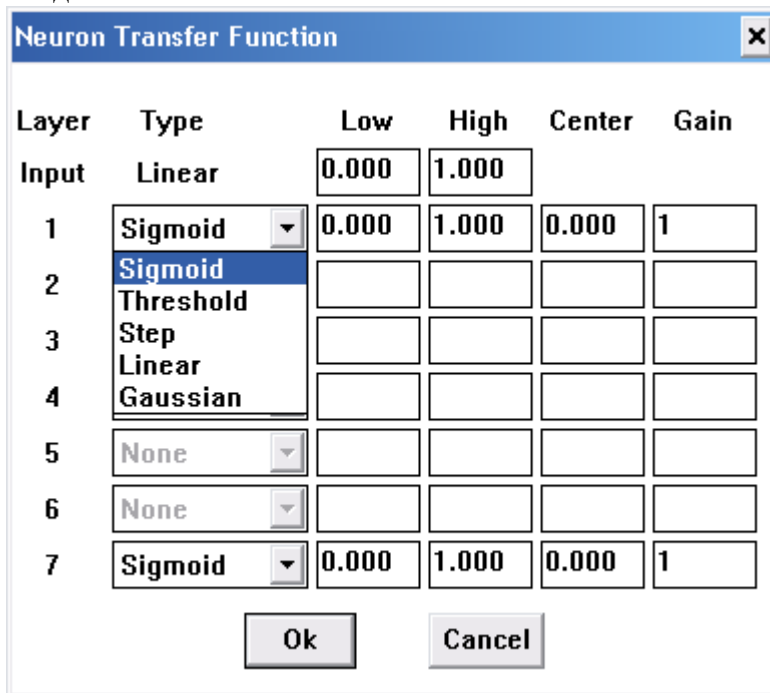 Neuron Transfer Function
Layer Type Low High Center Gain
Input Linear 0.000 1.000
1 Sigmoid 0.000 1.000 0.000 1
2 Sigmoid
Threshold
3 Step
Linear
4 Gaussian
5 None
6 None
7 Sigmoid 0.000 1.000 0.000 1
Ok Cancel